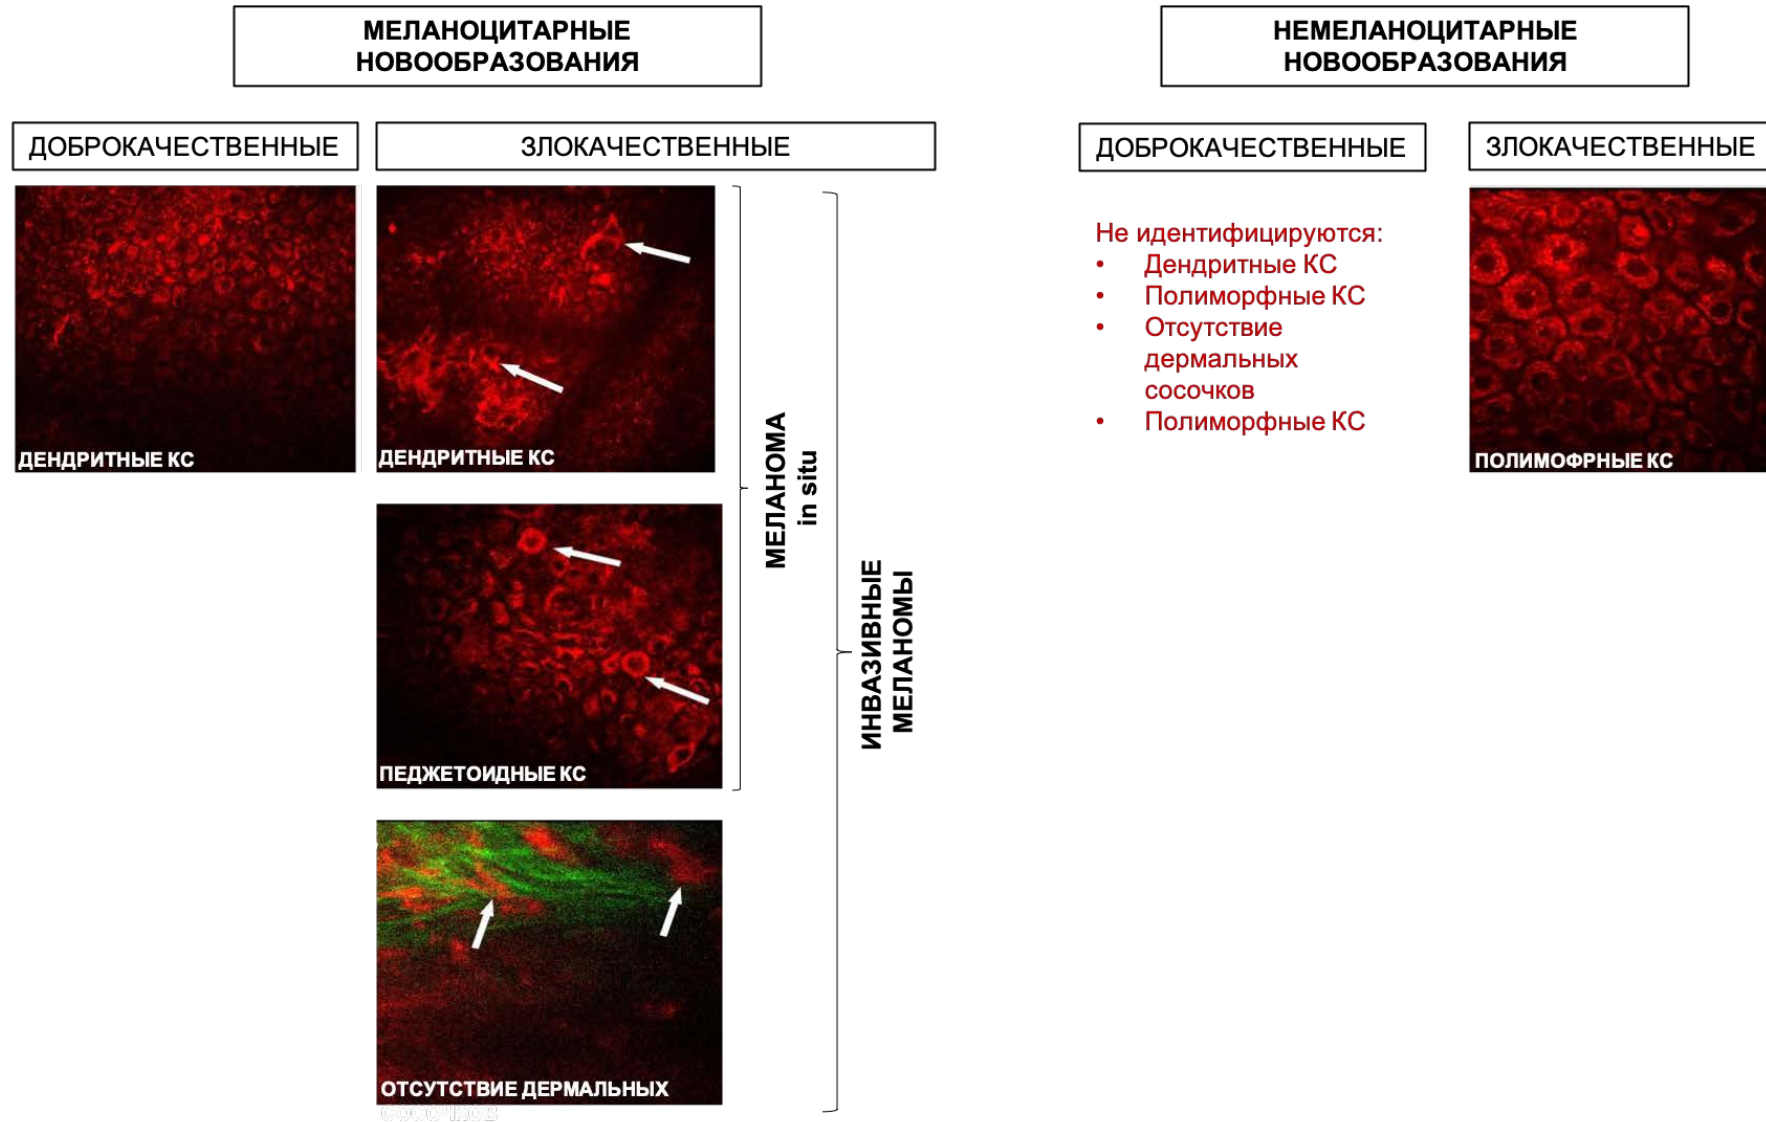 МЕЛАНОЦИТАРНЫЕ
НОВООБРАЗОВАНИЯ
НЕМЕЛАНОЦИТАРНЫЕ
НОВООБРАЗОВАНИЯ
ДОБРОКАЧЕСТВЕННЫЕ
ЗЛОКАЧЕСТВЕННЫЕ
ДОБРОКАЧЕСТВЕННЫЕ
ЗЛОКАЧЕСТВЕННЫЕ
ДЕНДРИТНЫЕ КС
ДЕНДРИТНЫЕ КС
ПЕДЖЕТОИДНЫЕ КС
ОТСУТСТВИЕ ДЕРМАЛЬНЫХ
СОСОЧКОВ
МЕЛАНОМА
in situ
ИНВАЗИВНЫЕ
МЕЛАНОМЫ
Не идентифицируются:
• Дендритные КС
• Полиморфные КС
• Отсутствие
дермальных
сосочков
• Полиморфные КС
ПОЛИМОФРНЫЕ КС